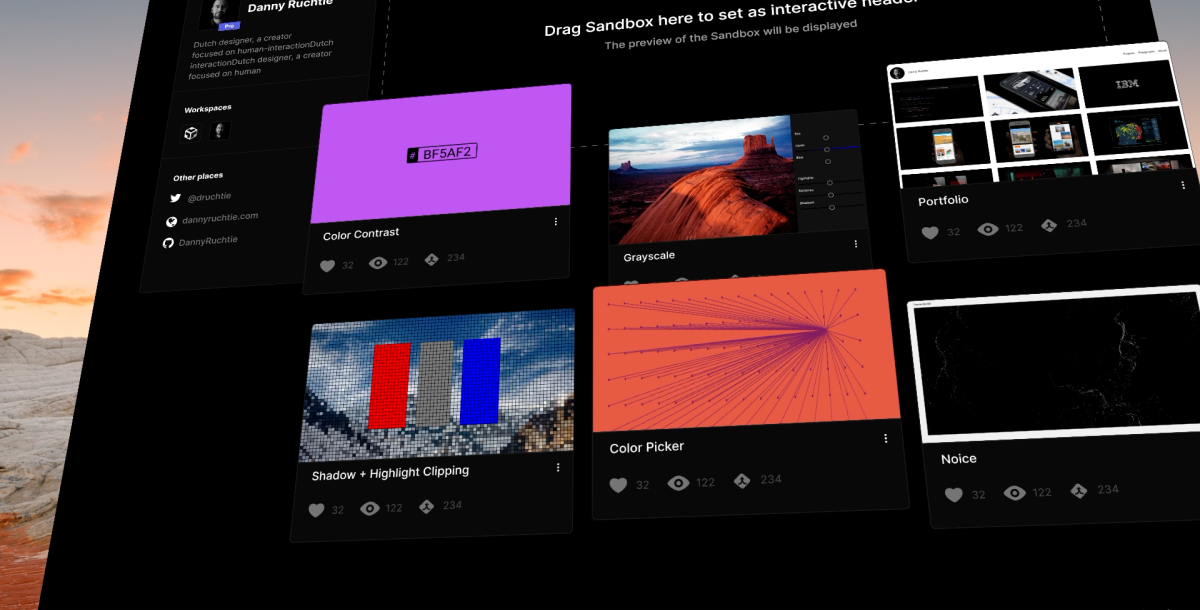 Danny Ruchtie
Pro
Dutch designer, a creator
focused on human-interactionDutch
interactionDutch designer, a creator
focused on human
Workspaces
Other places
@druchtie
dannyruchtie.com
DannyRuchtie
Drag Sandbox here to set as interactive header
The preview of the Sandbox will be displayed
# BF5AF2
Color Contrast
32
122
234
Grayscale
IBM
Portfolio
32
122
234
Shadow + Highlight Clipping
32
122
234
Color Picker
32
122
234
Noice
32
122
234